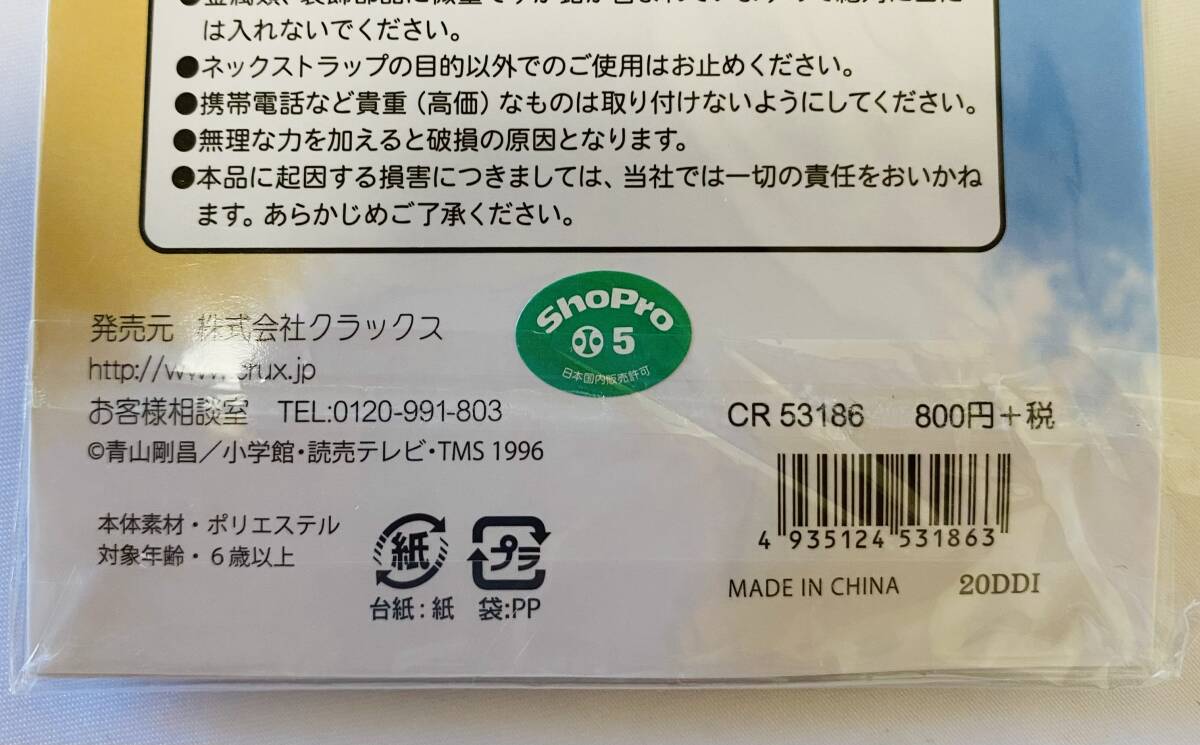 は入れないでください。
●ネックストラップの目的以外でのご使用はお止めください。
●携帯電話など貴重（高価）なものは取り付けないようにしてください。
●無理な力を加えると破損の原因となります。
●本品に起因する損害につきましては、当社では一切の責任をおいかね
ます。あらかじめご了承ください。
ShoPro
5
日本国内販売許可
発売元 株式会社クラックス
http://www.crux.jp
お客様相談室 TEL:0120-991-803
©青山剛昌／小学館・読売テレビ・TMS 1996
CR 53186 800円＋税
4 935124 531863
本体素材・ポリエステル
対象年齢・6歳以上
紙
プラ
台紙：紙 袋:PP
MADE IN CHINA 20DDI